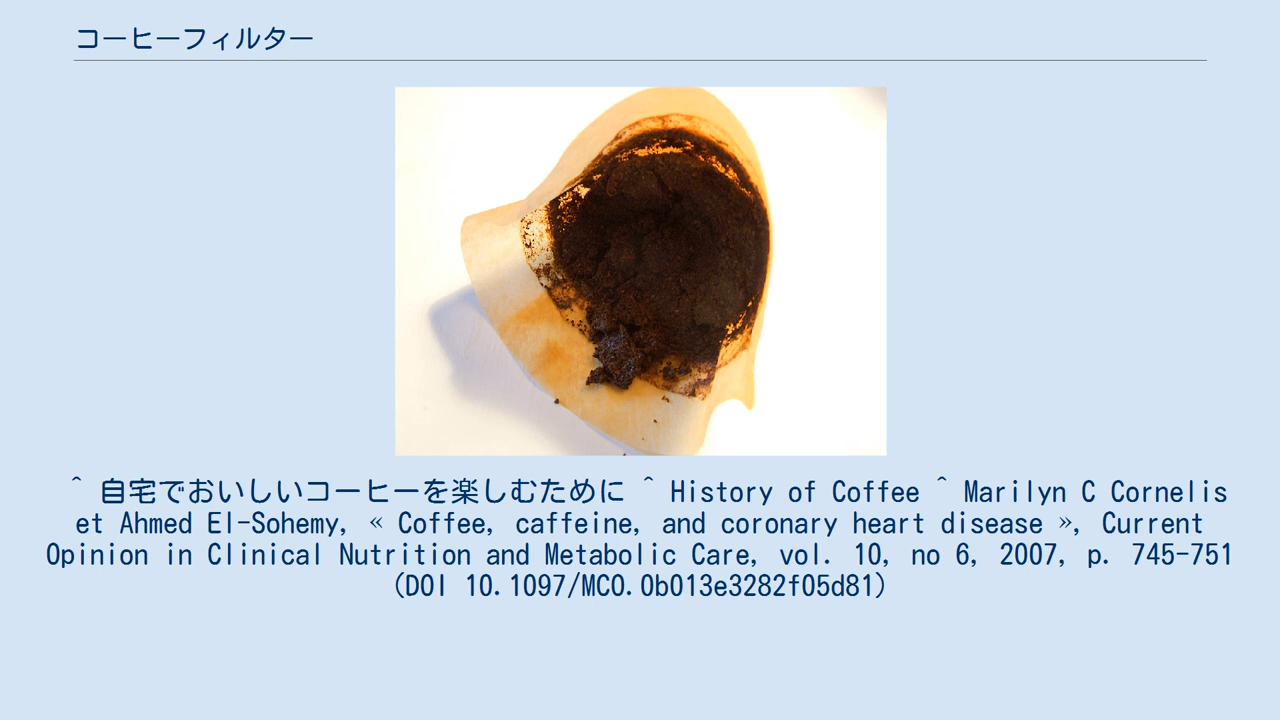 コーヒーフィルター
^ 自宅でおいしいコーヒーを楽しむために ^ History of Coffee ^ Marilyn C Cornelis
et Ahmed El-Sohemy, « Coffee, caffeine, and coronary heart disease », Current
Opinion in Clinical Nutrition and Metabolic Care, vol. 10, no 6, 2007, p. 745-751
(DOI 10.1097/MCO.0b013e3282f05d81)